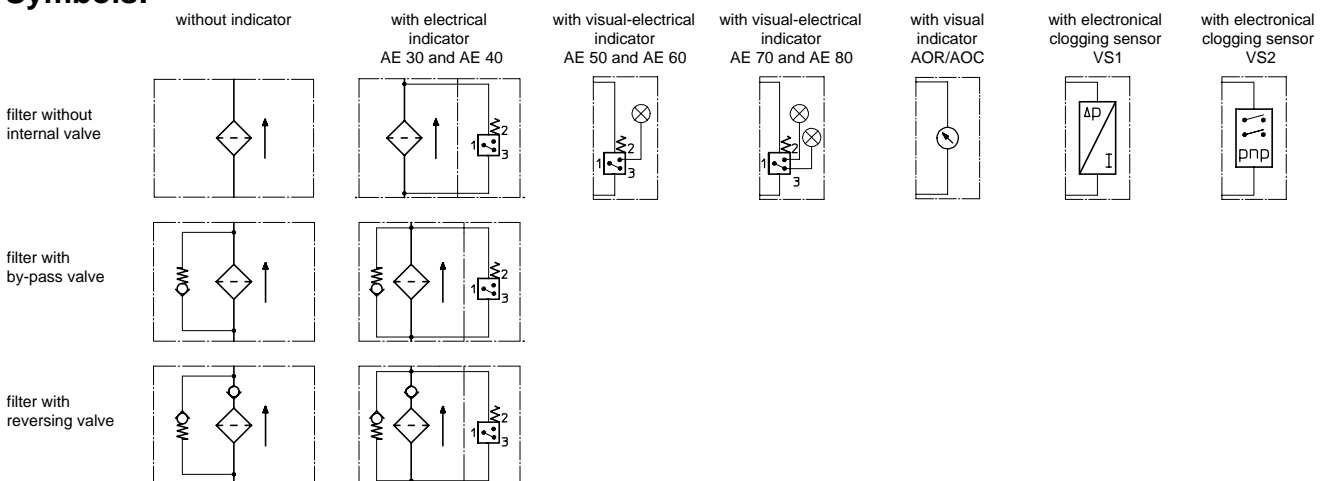 Symbols:
without indicator
with electrical
indicator
AE 30 and AE 40
with visual-electrical
indicator
AE 50 and AE 60
with visual-electrical
indicator
AE 70 and AE 80
with visual
indicator
AOR/AOC
with electronical
clogging sensor
VS1
with electronical
clogging sensor
VS2
filter without
internal valve
1
2
3
1
2
3
1
2
3
Δp
I
pnp
filter with
by-pass valve
1
2
3
filter with
reversing valve
1
2
3